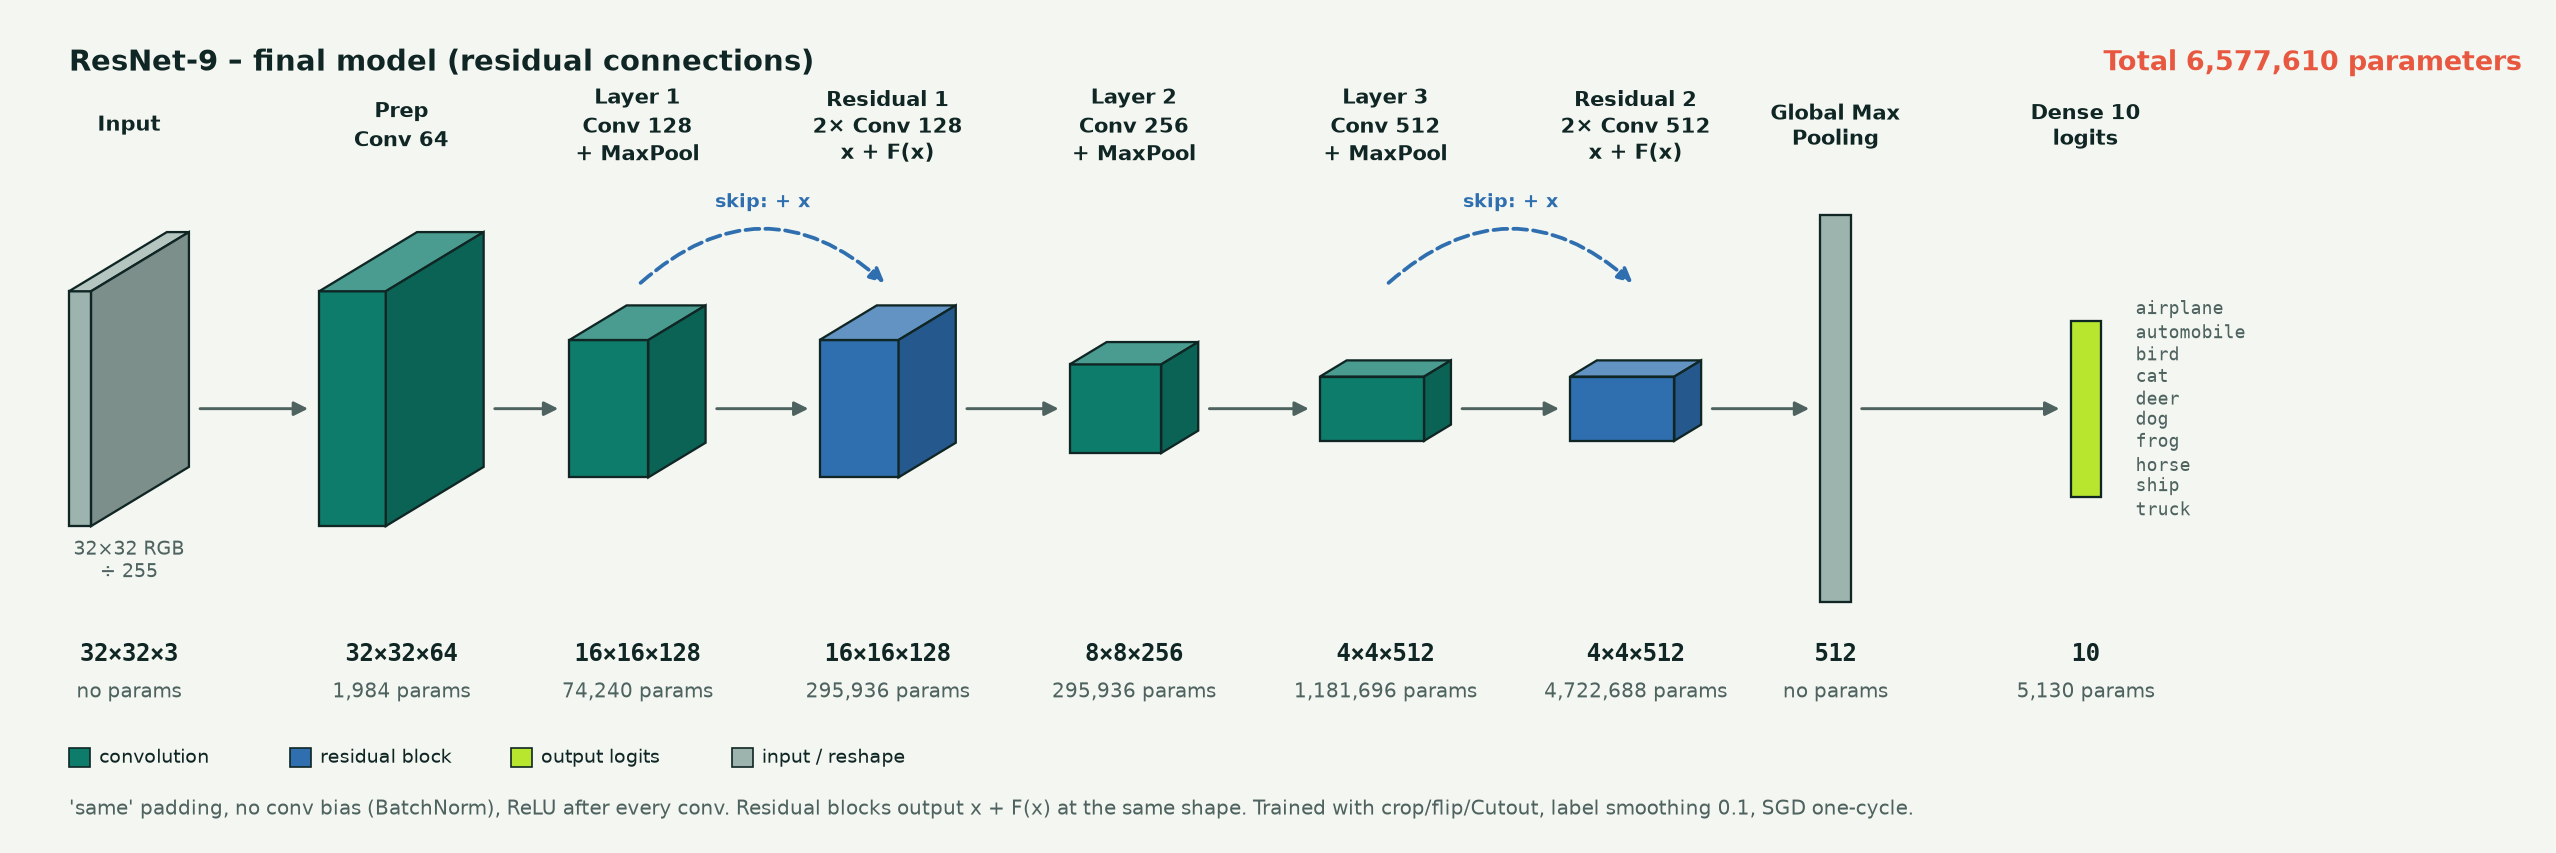 ResNet-9 – final model (residual connections)
Total 6,577,610 parameters
Input
Prep
Conv 64
Layer 1
Conv 128
+ MaxPool
Residual 1
2× Conv 128
x + F(x)
Layer 2
Conv 256
+ MaxPool
Layer 3
Conv 512
+ MaxPool
Residual 2
2× Conv 512
x + F(x)
Global Max
Pooling
Dense 10
logits
skip: + x
skip: + x
airplane
automobile
bird
cat
deer
dog
frog
horse
ship
truck
32×32 RGB
÷ 255
32×32×3
no params
32×32×64
1,984 params
16×16×128
74,240 params
16×16×128
295,936 params
8×8×256
295,936 params
4×4×512
1,181,696 params
4×4×512
4,722,688 params
512
no params
10
5,130 params
convolution
residual block
output logits
input / reshape
'same' padding, no conv bias (BatchNorm), ReLU after every conv. Residual blocks output x + F(x) at the same shape. Trained with crop/flip/Cutout, label smoothing 0.1, SGD one-cycle.